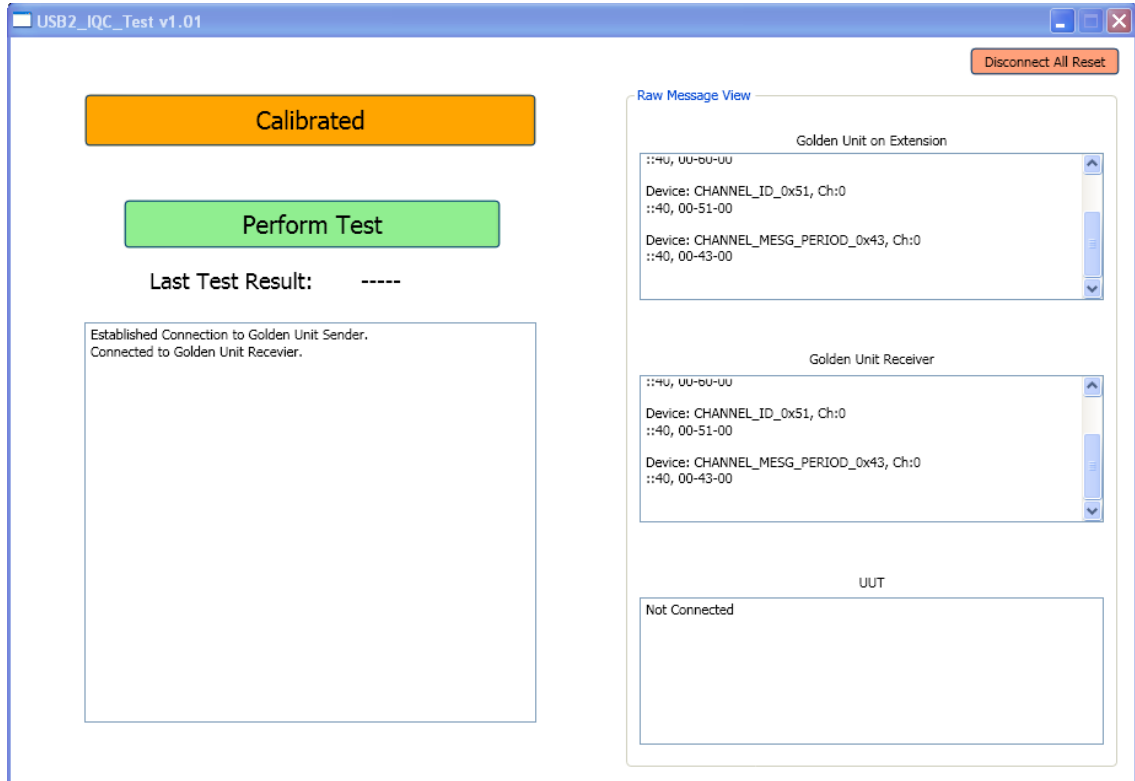 USB2_IQC_Test v1.01
Disconnect All Reset
Calibrated
Perform Test
Last Test Result: -----
Established Connection to Golden Unit Sender.
Connected to Golden Unit Recevier.
Raw Message View
Golden Unit on Extension
::40, 00-60-00
Device: CHANNEL_ID_0x51, Ch:0
::40, 00-51-00
Device: CHANNEL_MESG_PERIOD_0x43, Ch:0
::40, 00-43-00
Golden Unit Receiver
::40, 00-60-00
Device: CHANNEL_ID_0x51, Ch:0
::40, 00-51-00
Device: CHANNEL_MESG_PERIOD_0x43, Ch:0
::40, 00-43-00
UUT
Not Connected